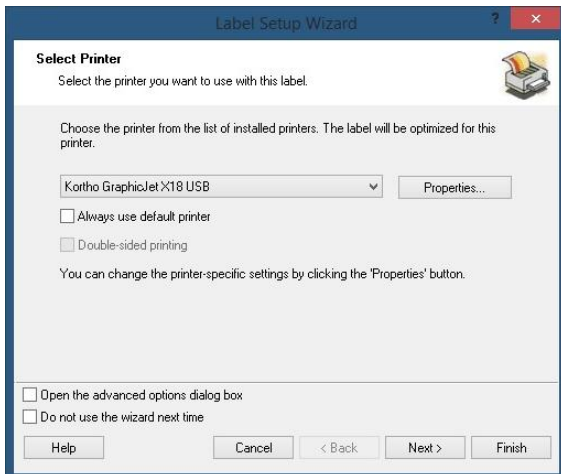 Label Setup Wizard
?
Select Printer
Select the printer you want to use with this label.
Choose the printer from the list of installed printers. The label will be optimized for this
printer.
Kortho GraphicJet X18 USB
Properties...
Always use default printer
Double-sided printing
You can change the printer-specific settings by clicking the 'Properties' button.
Open the advanced options dialog box
Do not use the wizard next time
Help
Cancel
< Back
Next >
Finish